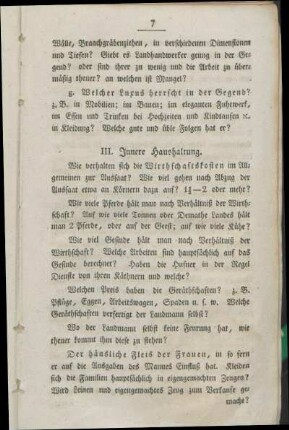 7
Wälle, Branchgräbenziehen, in verschiedenen Dimensionen
und Tiefen? Giebt es Landhandwerker genug in der Ge-
gend? oder sind ihrer zu wenig und die Arbeit zu über-
mäßig theuer? an welchen ist Mangel?
z. Welcher Luxus herrscht in der Gegend?
z. B. in Mobilien; im Bauen; im eleganten Fuhrwerk,
im Essen und Trinken bei Hochzeiten und Kindtaufen ꝛc.
in Kleidung? Welche gute und üble Folgen hat er?
III. Innere Haushaltung.
Wie verhalten sich die Wirthschaftskosten im All-
gemeinen zur Aussaat? Wie viel gehen nach Abzug der
Aussaat etwa an Körnern dazu auf? 1½—2 oder mehr?
Wie viele Pferde hält man nach Verhältniß der Wirth-
schaft? Auf wie viele Tonnen oder Demathe Landes hält
man 2 Pferde, oder auf der Geest; auf wie viele Kühe?
Wie viel Gesinde hält man nach Verhältniß der
Wirthschaft? Welche Arbeiten sind hauptsächlich auf das
Gesinde berechnet? Haben die Hufner in der Regel
Dienste von ihren Käthnern und welche?
Welchen Preis haben die Geräthschaften? z. B.
Pflüge, Eggen, Arbeitswagen, Spaden u. s. w. Welche
Geräthschaften verfertigt der Landmann selbst?
Wo der Landmann selbst keine Feurung hat, wie
theuer kommt ihm diese zu stehen?
Der häusliche Fleis der Frauen, in so fern
er auf die Ausgaben des Mannes Einfluß hat. Kleiden
sich die Familien hauptsächlich in eigengemachten Zeugen?
Wird Leinen und eigengemachtes Zeug zum Verkaufe ge-
macht?